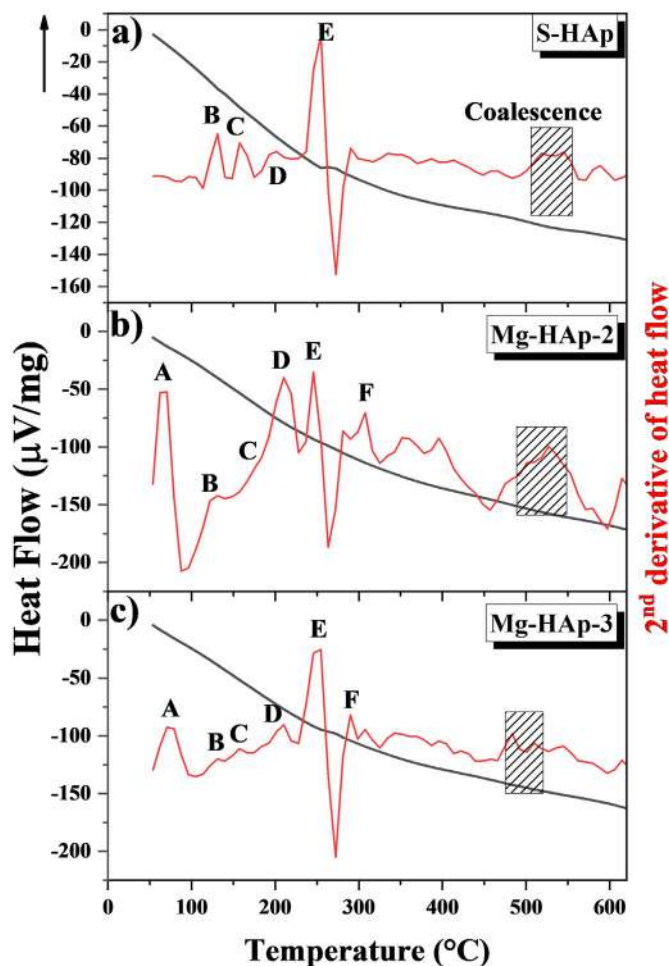 a)
S-HAp
0
-20
-40
-60
-80
-100
-120
-140
-160
B
C
D
E
Coalescence
b)
Mg-HAp-2
0
-50
-100
-150
-200
A
B
C
D
E
F
c)
Mg-HAp-3
0
-50
-100
-150
-200
A
B
C
D
E
F
0 100 200 300 400 500 600
Temperature (°C)
Heat Flow (µV/mg)
2nd derivative of heat flow